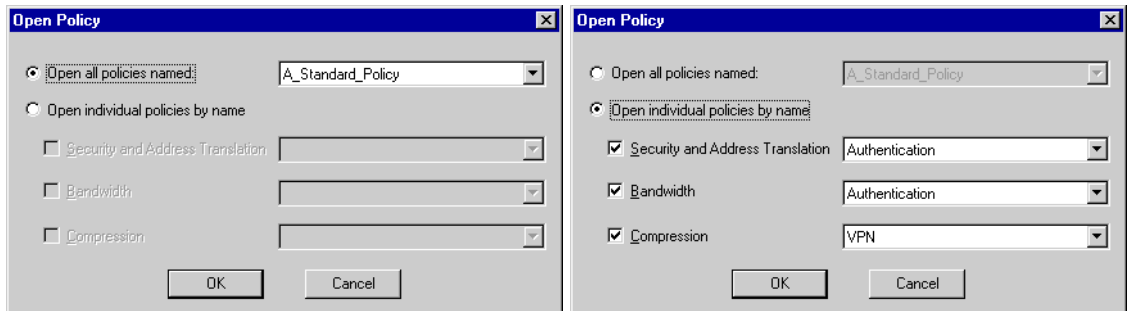 Open Policy
Open all policies named: A_Standard_Policy
Open individual policies by name
Security and Address Translation
Bandwidth
Compression
OK Cancel
Open Policy
Open all policies named: A_Standard_Policy
Open individual policies by name
Security and Address Translation Authentication
Bandwidth Authentication
Compression VPN
OK Cancel